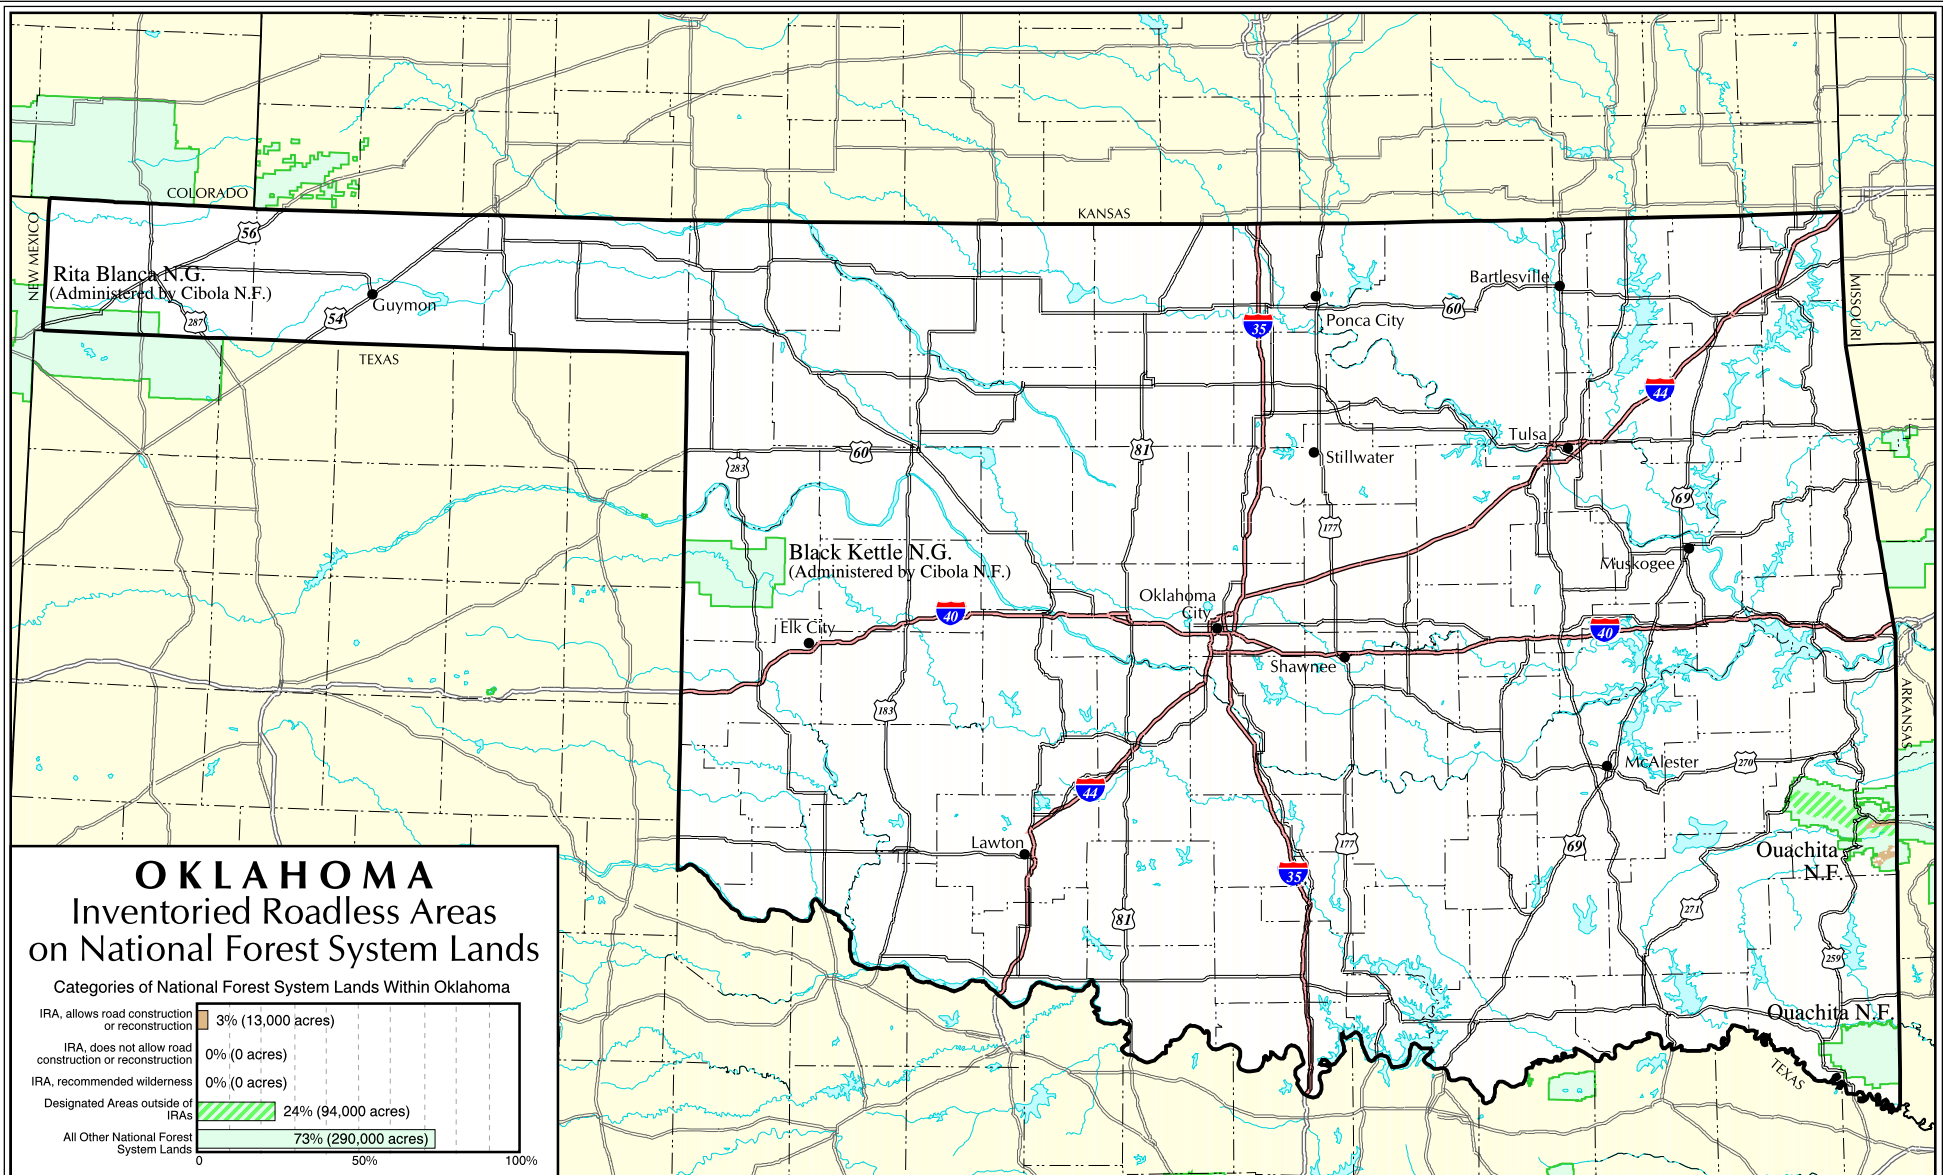 COLORADO
KANSAS
NEW MEXICO
56
Rita Blanca N.G.
(Administered by Cibola N.F.)
Guymon
287
54
TEXAS
Bartlesville
60
Ponca City
35
MISSOURI
44
Tulsa
60
81
Stillwater
283
69
177
Black Kettle N.G.
(Administered by Cibola N.F.)
Muskogee
Oklahoma
City
40
Elk City
40
Shawnee
ARKANSAS
183
McAlester
270
44
Lawton
177
69
Ouachita
N.F.
35
81
271
259
Ouachita N.F.
TEXAS
OKLAHOMA
Inventoried Roadless Areas
on National Forest System Lands
Categories of National Forest System Lands Within Oklahoma
IRA, allows road construction
or reconstruction
3% (13,000 acres)
IRA, does not allow road
construction or reconstruction
0% (0 acres)
IRA, recommended wilderness
0% (0 acres)
Designated Areas outside of
IRAs
24% (94,000 acres)
All Other National Forest
System Lands
73% (290,000 acres)
0
50%
100%